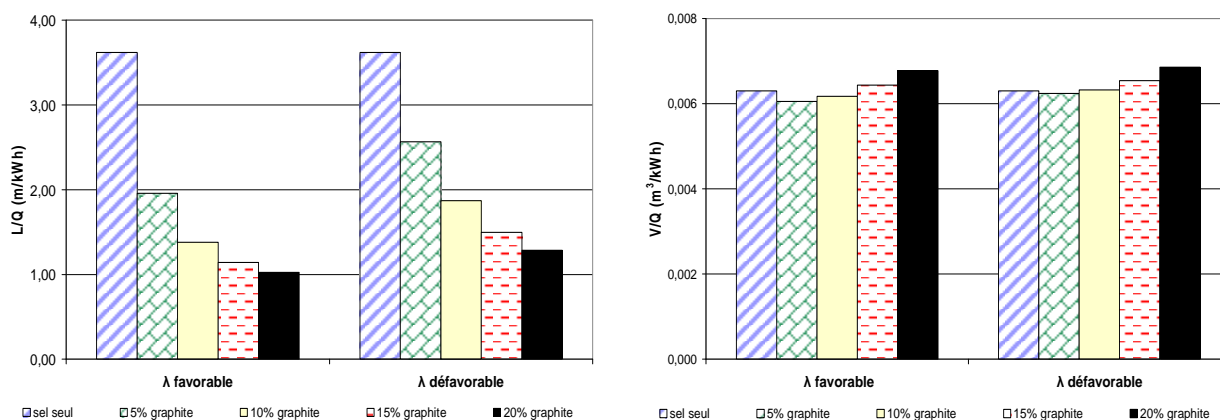 4,00
3,00
2,00
1,00
0,00
L/Q (m/kWh)
λ favorable
λ défavorable
sel seul
5% graphite
10% graphite
15% graphite
20% graphite
0,008
0,006
0,004
0,002
0,000
V/Q (m³/kWh)
λ favorable
λ défavorable
sel seul
5% graphite
10% graphite
15% graphite
20% graphite